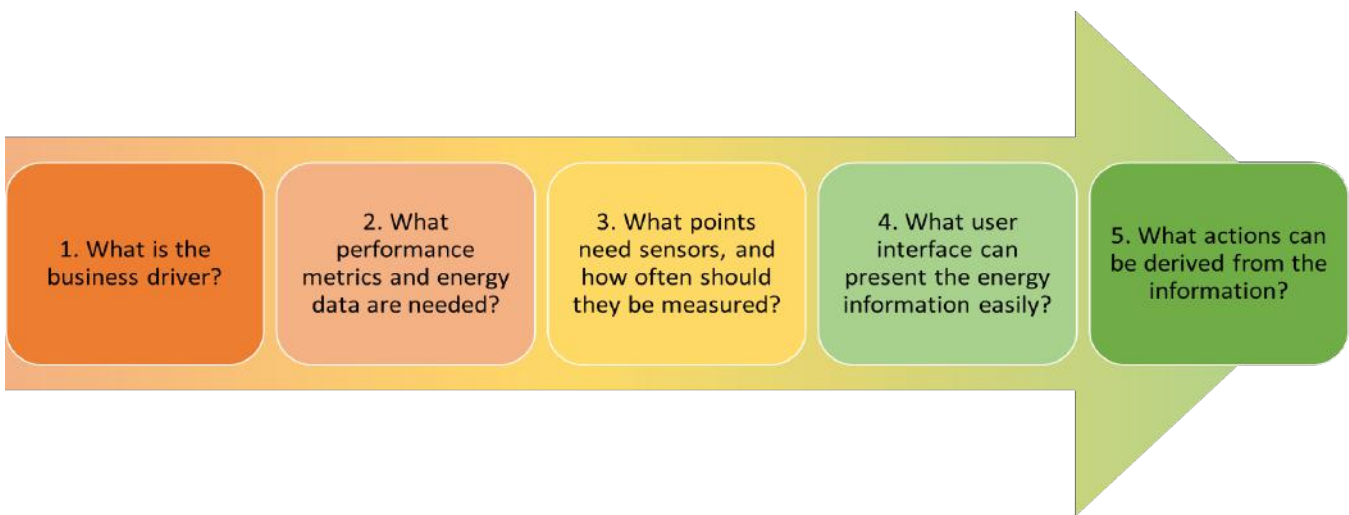 1. What is the
business driver?
2. What
performance
metrics and energy
data are needed?
3. What points
need sensors, and
how often should
they be measured?
4. What user
interface can
present the energy
information easily?
5. What actions can
be derived from the
information?